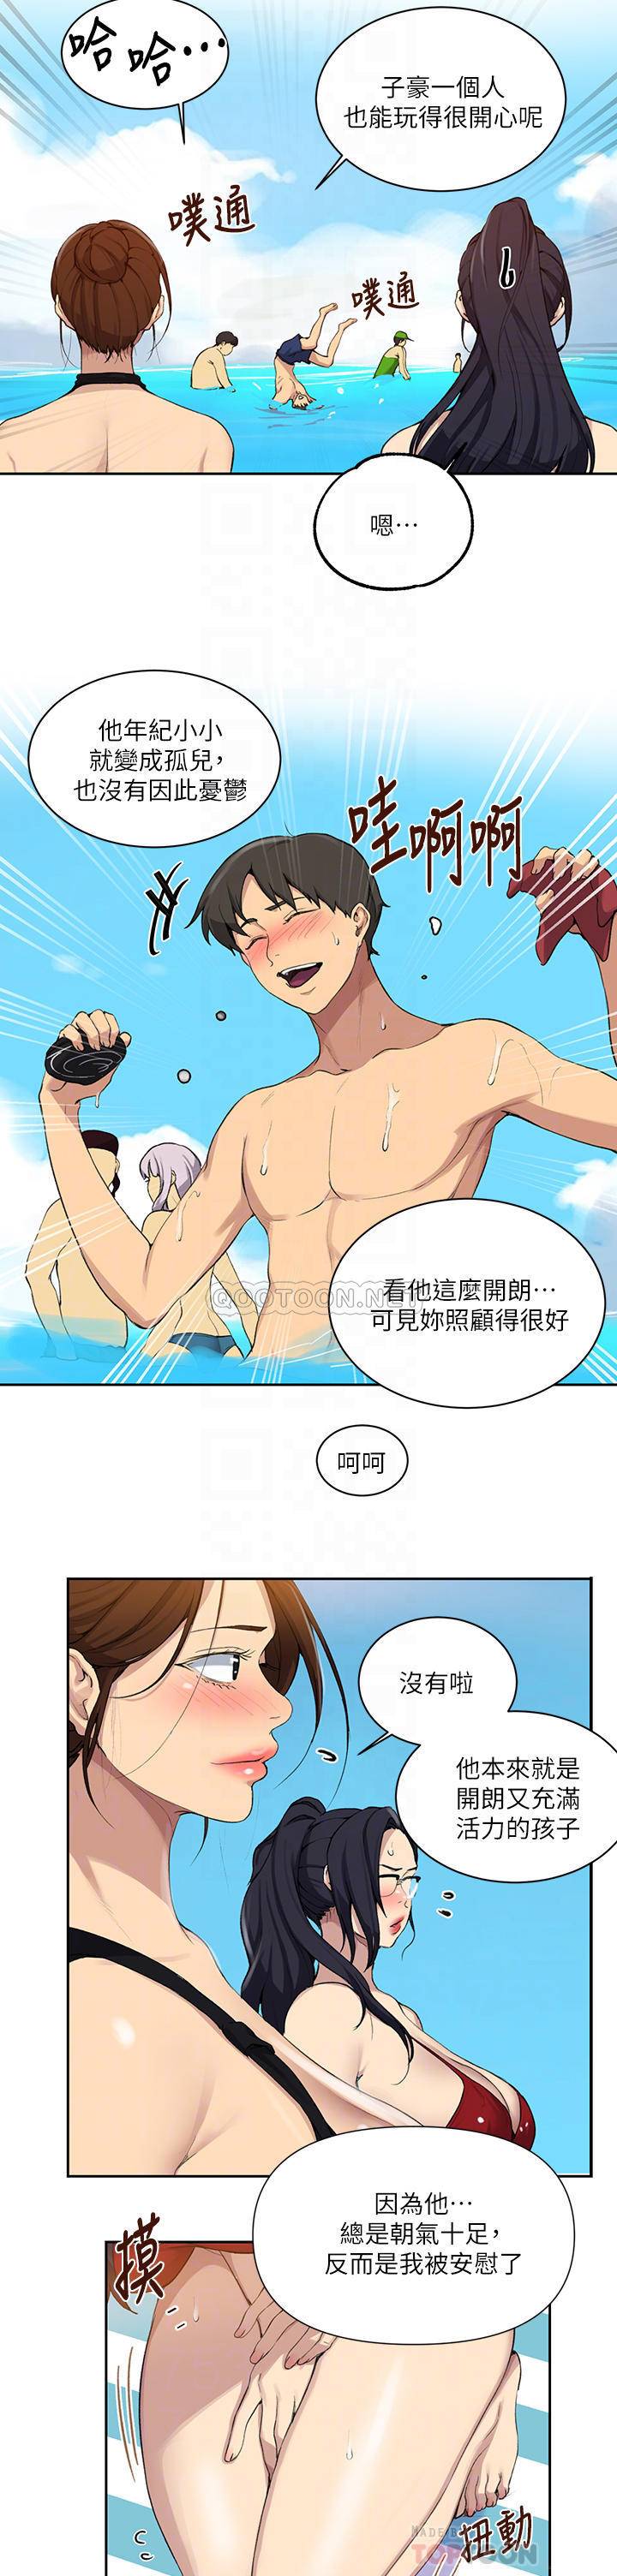 哈哈…
子豪一個人
也能玩得很開心呢
噗通
噗通
嗯…
他年紀小小
就變成孤兒，
也沒有因此憂鬱
哇啊啊
看他這麼開朗…
可見妳照顧得很好
QOOTOON.NET
呵呵
沒有啦
他本來就是
開朗又充滿
活力的孩子
因為他…
總是朝氣十足，
反而是我被安慰了
摸
扭動
MADE BY
TOPTOON.COM